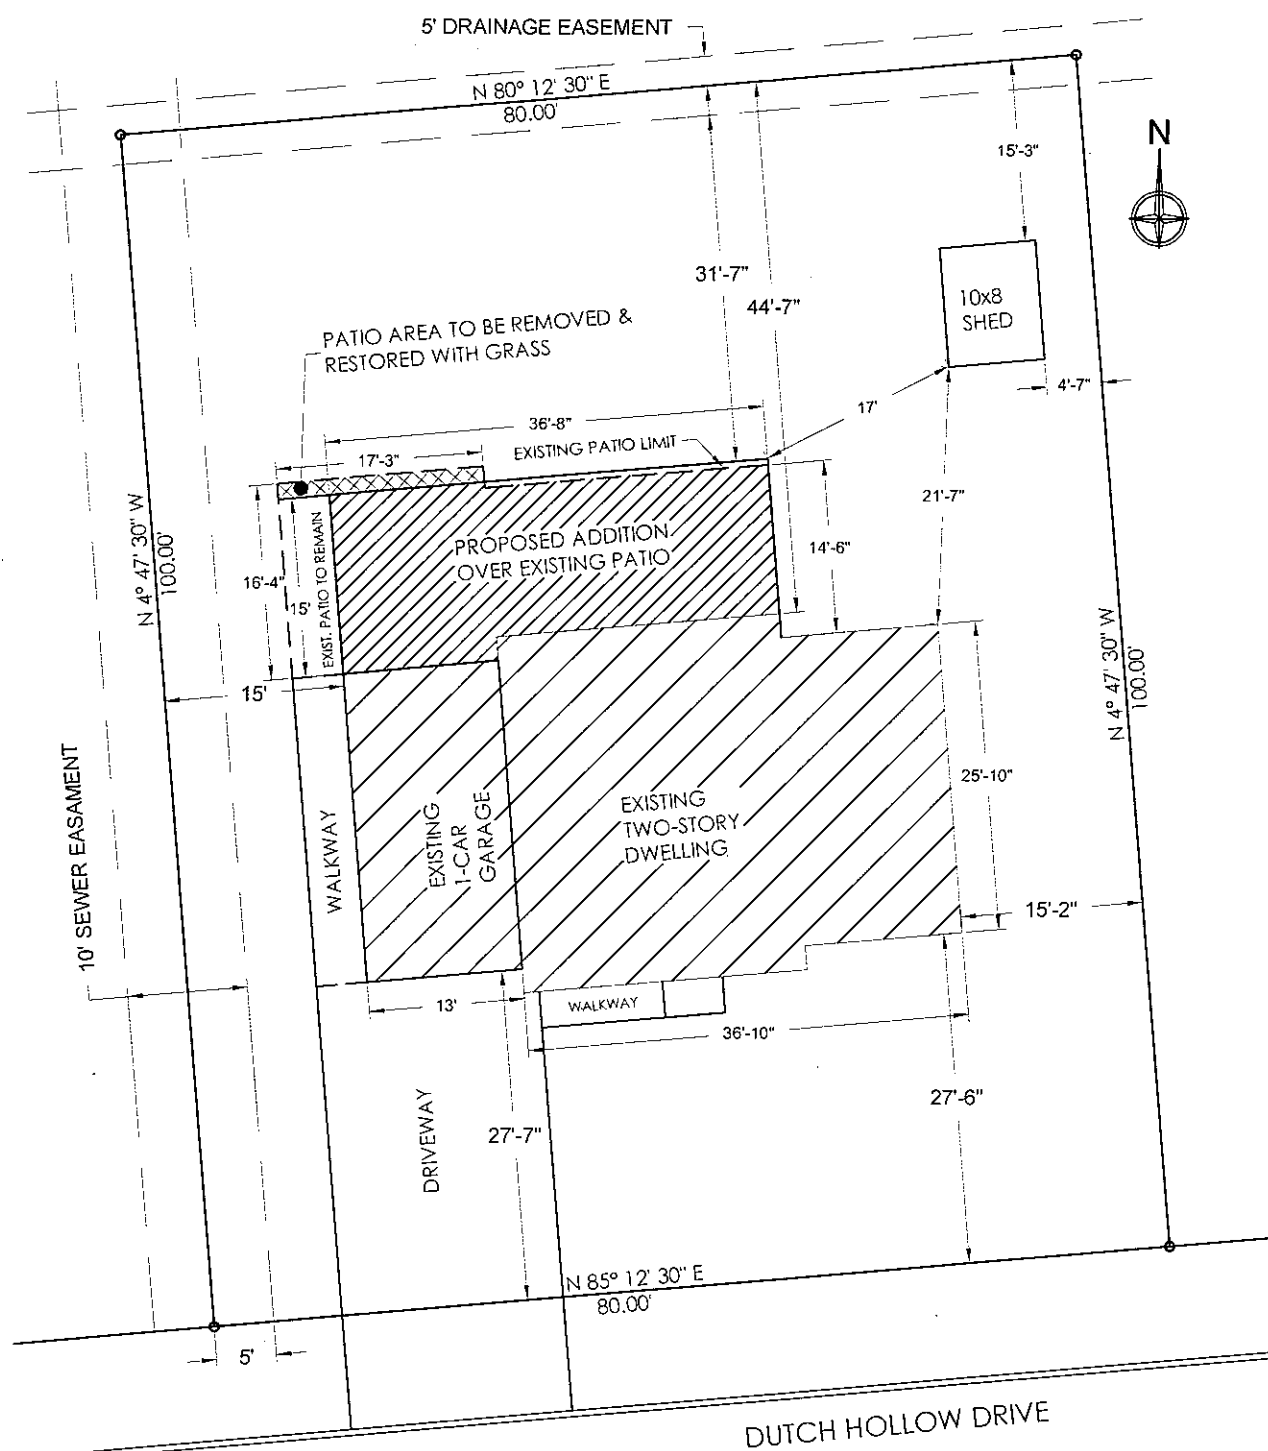 5' DRAINAGE EASEMENT
N 80° 12' 30" E
80.00'
N
15'-3"
31'-7"
44'-7"
10x8
SHED
PATIO AREA TO BE REMOVED &
RESTORED WITH GRASS
4'-7"
17'
36'-8"
EXISTING PATIO LIMIT
17'-3"
N 4° 47' 30" W
100.00'
21'-7"
PROPOSED ADDITION
OVER EXISTING PATIO
14'-6"
16'-4"
15'
EXIST. PATIO TO REMAIN
15'
N 4° 47' 30" W
100.00'
10' SEWER EASAMENT
WALKWAY
EXISTING
1-CAR
GARAGE
EXISTING
TWO-STORY
DWELLING
25'-10"
15'-2"
13'
WALKWAY
36'-10"
27'-6"
DRIVEWAY
27'-7"
N 85° 12' 30" E
80.00'
5'
DUTCH HOLLOW DRIVE